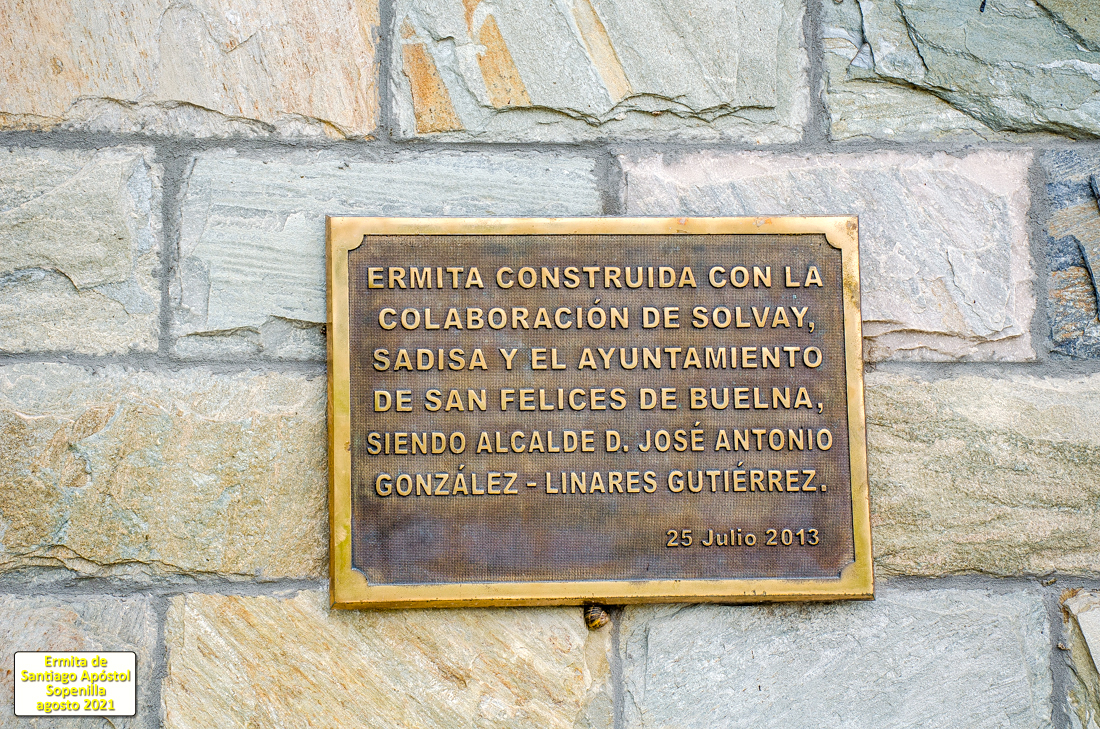 ERMITA CONSTRUIDA CON LA
COLABORACIÓN DE SOLVAY,
SADISA Y EL AYUNTAMIENTO
DE SAN FELICES DE BUELNA,
SIENDO ALCALDE D. JOSÉ ANTONIO
GONZÁLEZ - LINARES GUTIÉRREZ.
25 Julio 2013
Ermita de
Santiago Apóstol
Sopenilla
agosto 2021